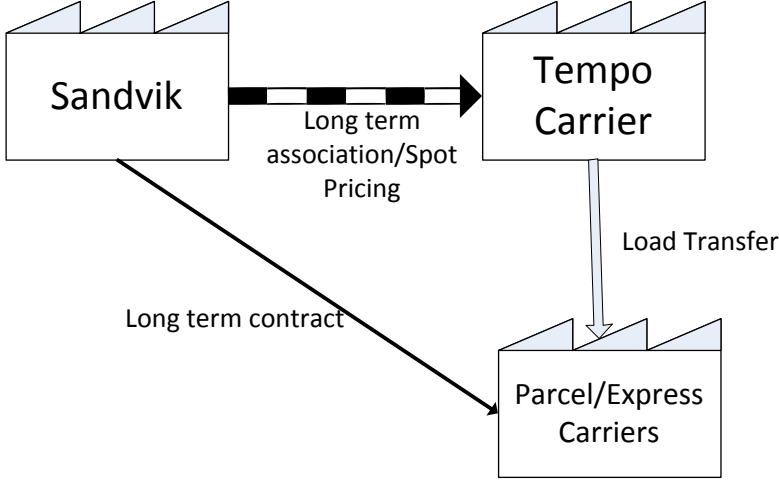 Sandvik
Tempo
Carrier
Long term
association/Spot
Pricing
Load Transfer
Long term contract
Parcel/Express
Carriers